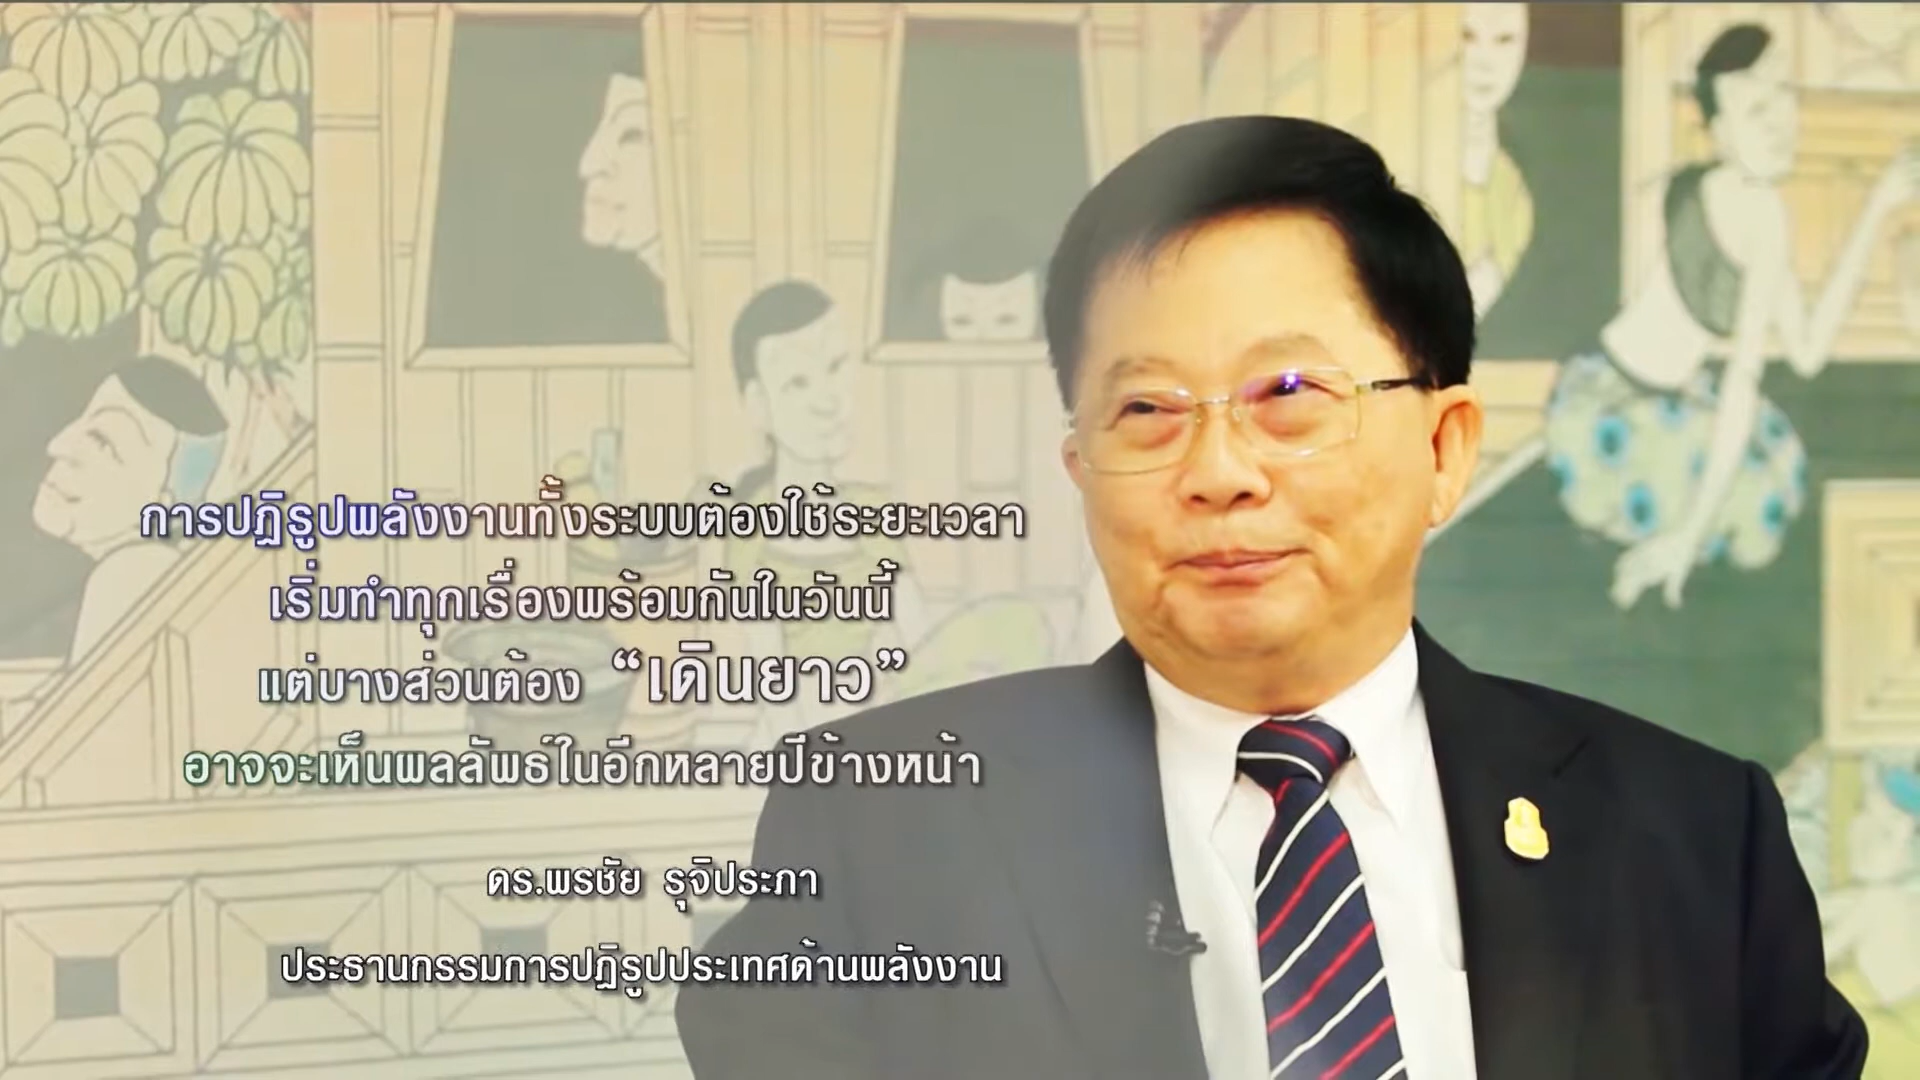 การปฏิรูปพลังงานทั้งระบบต้องใช้ระยะเวลา
เริ่มทำทุกเรื่องพร้อมกันในวันนี้
แต่บางส่วนต้อง “เดินยาว”
อาจจะเห็นผลลัพธ์ในอีกหลายปีข้างหน้า
ดร.พรชัย รุจิประภา
ประธานกรรมการปฏิรูปประเทศด้านพลังงาน